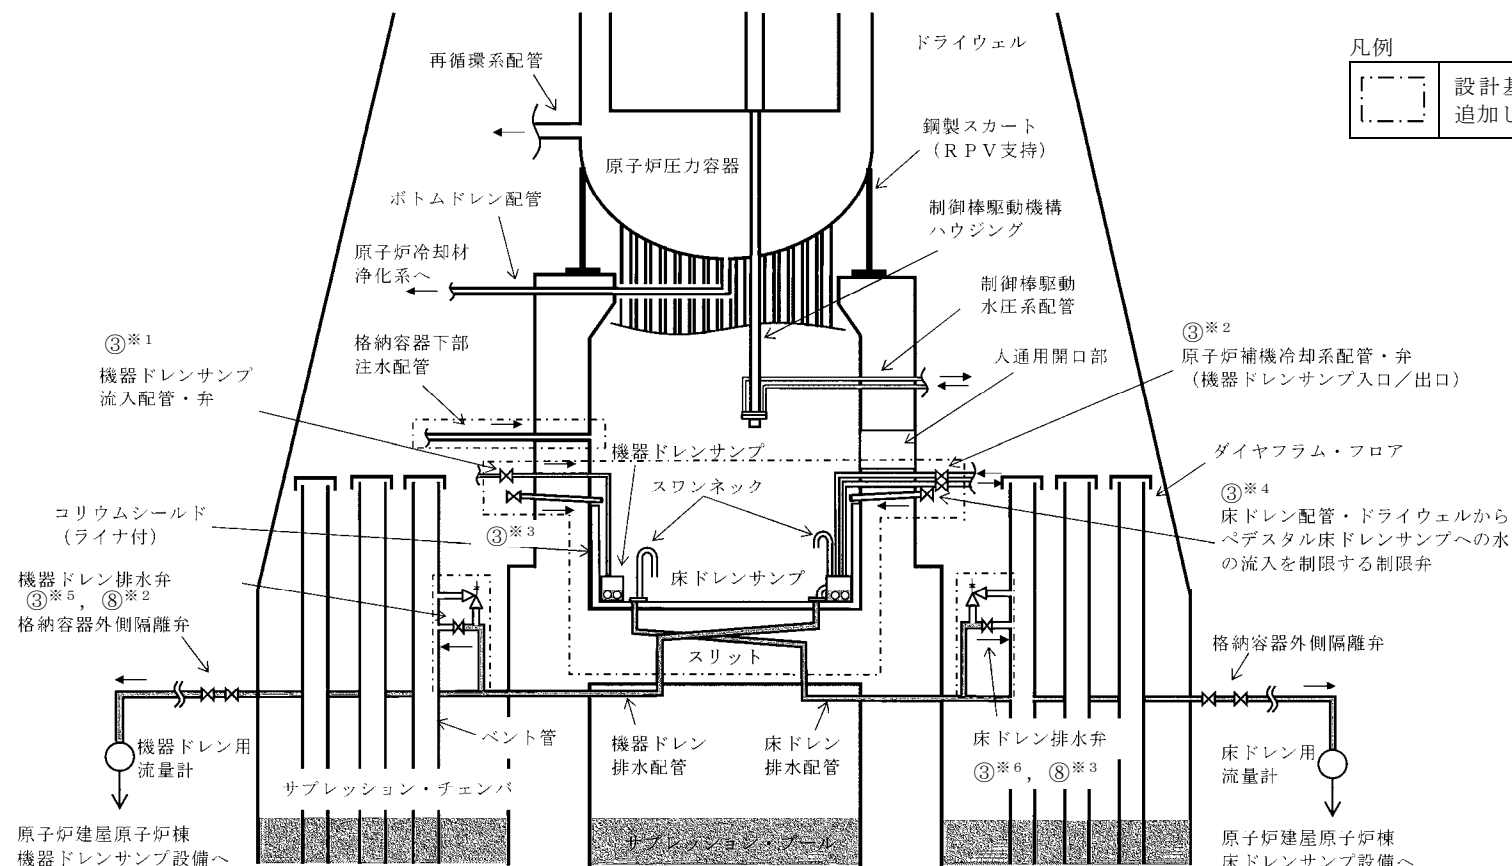 再循環系配管
ドライウェル
凡例
設計基
追加し
原子炉圧力容器
鋼製スカート
（ＲＰＶ支持）
ボトムドレン配管
制御棒駆動機構
ハウジング
原子炉冷却材
浄化系へ
制御棒駆動
水圧系配管
③※1
機器ドレンサンプ
流入配管・弁
格納容器下部
注水配管
人通用開口部
③※2
原子炉補機冷却系配管・弁
（機器ドレンサンプ入口／出口）
機器ドレンサンプ
スワンネック
ダイヤフラム・フロア
コリウムシールド
（ライナ付）
③※3
③※4
床ドレン配管・ドライウェルから
ペデスタル床ドレンサンプへの水
の流入を制限する制限弁
床ドレンサンプ
機器ドレン排水弁
③※5， ⑧※2
格納容器外側隔離弁
スリット
格納容器外側隔離弁
機器ドレン用
流量計
ベント管
機器ドレン
排水配管
床ドレン
排水配管
床ドレン排水弁
③※6， ⑧※3
床ドレン用
流量計
サプレッション・チェンバ
サプレッション・プール
原子炉建屋原子炉棟
機器ドレンサンプ設備へ
原子炉建屋原子炉棟
床ドレンサンプ設備へ